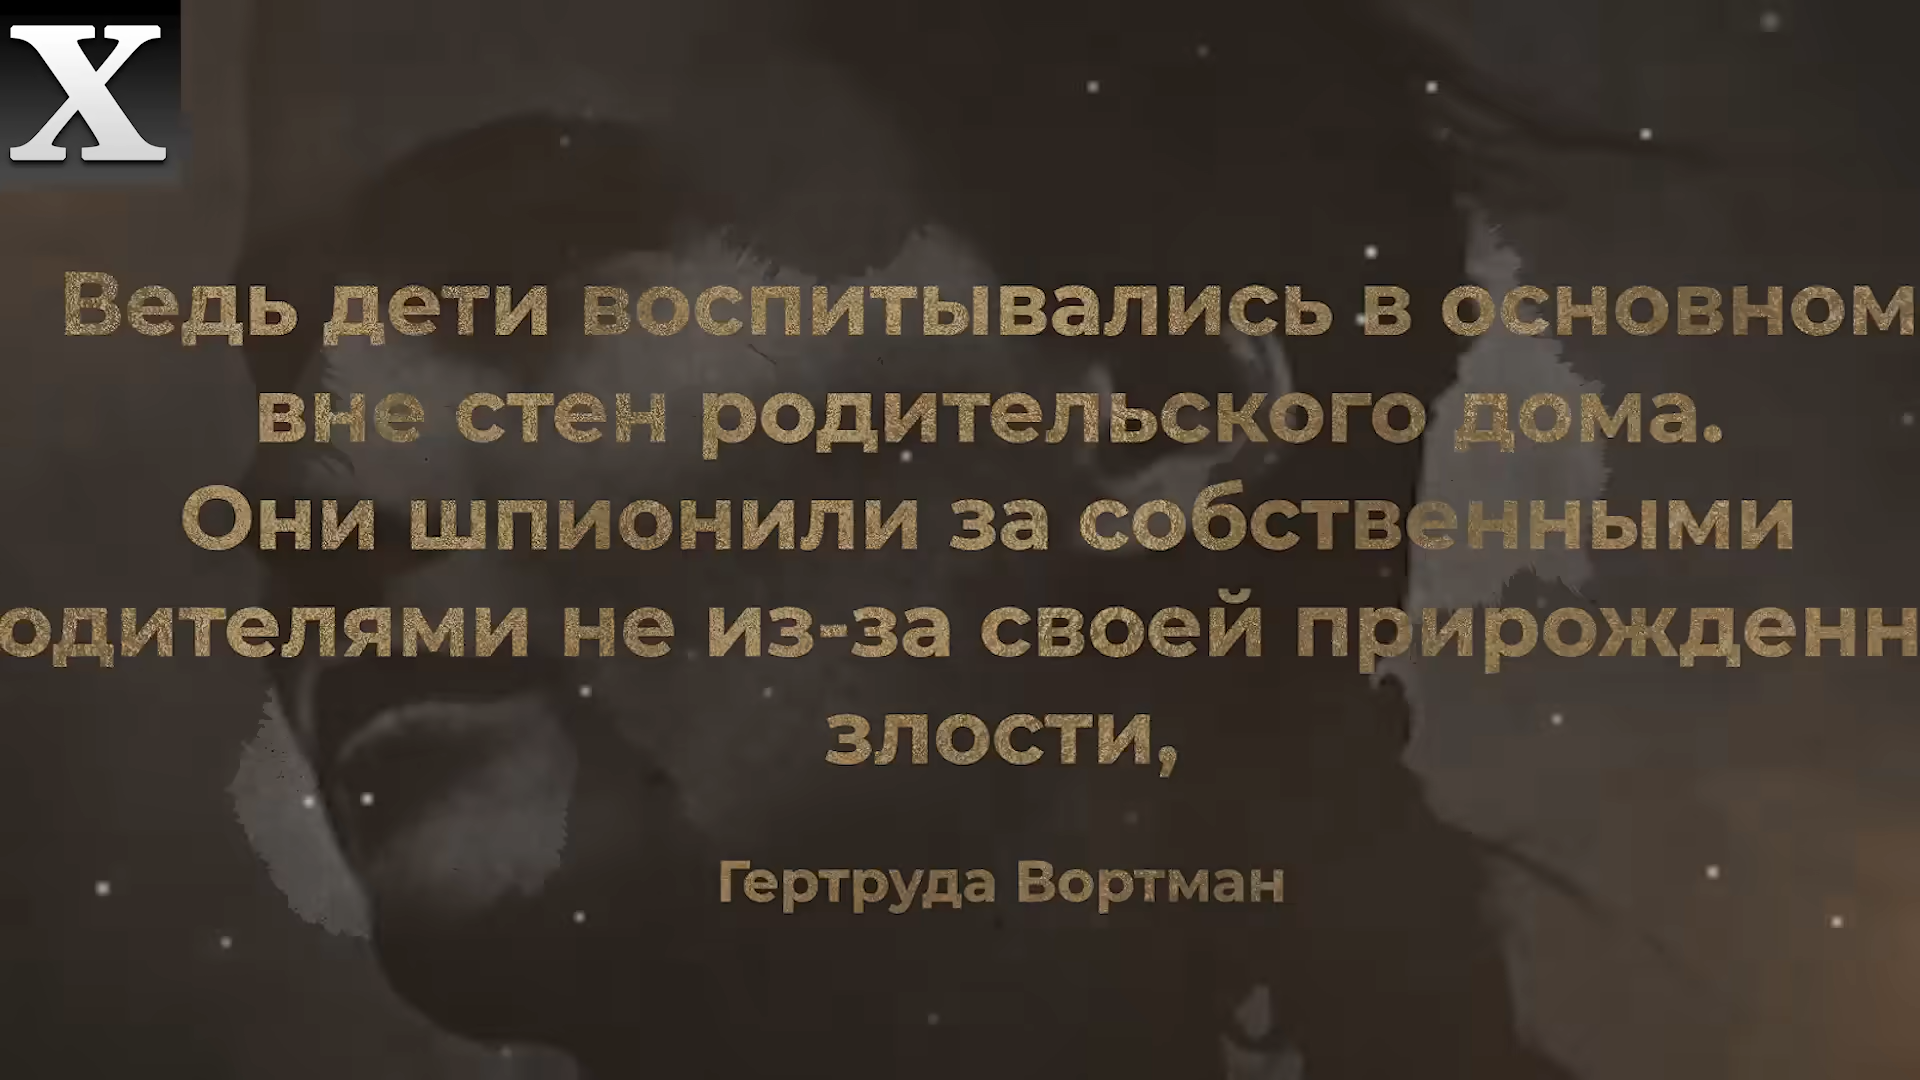 X
Ведь дети воспитывались в основном
вне стен родительского дома.
Они шпионили за собственными
одителями не из-за своей прирожденн
злости,
Гертруда Вортман